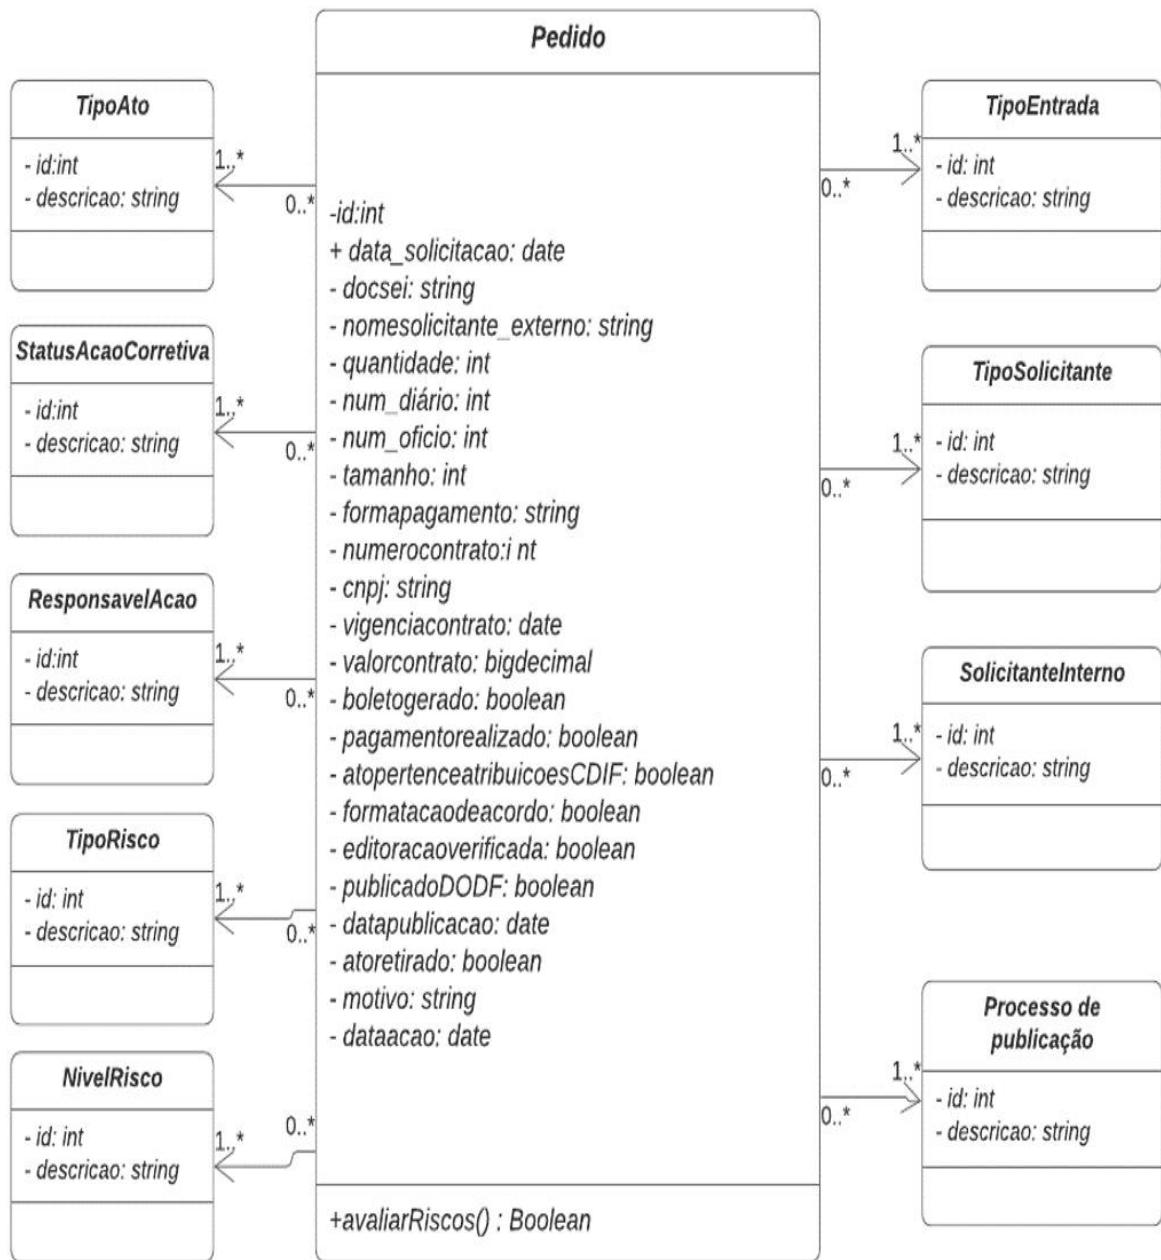 Pedido
-id:int
+ data_solicitacao: date
- docsei: string
- nomesolicitante_externo: string
- quantidade: int
- num_diário: int
- num_oficio: int
- tamanho: int
- formapagamento: string
- numerocontrato:i nt
- cnpj: string
- vigenciacontrato: date
- valorcontrato: bigdecimal
- boletogerado: boolean
- pagamentorealizado: boolean
- atopertenceatribuicoesCDIF: boolean
- formatacaodeacordo: boolean
- editoracaoverificada: boolean
- publicadoDODF: boolean
- datapublicacao: date
- atoretirado: boolean
- motivo: string
- dataacao: date
+avaliarRiscos() : Boolean
TipoAto
- id:int
- descricao: string
1..*
0..*
StatusAcaoCorretiva
- id:int
- descricao: string
1..*
0..*
ResponsavelAcao
- id:int
- descricao: string
1..*
0..*
TipoRisco
- id: int
- descricao: string
1..*
0..*
NivelRisco
- id: int
- descricao: string
1..*
0..*
TipoEntrada
- id: int
- descricao: string
1..*
0..*
TipoSolicitante
- id: int
- descricao: string
1..*
0..*
SolicitanteInterno
- id: int
- descricao: string
1..*
0..*
Processo de
publicação
- id: int
- descricao: string
1..*
0..*